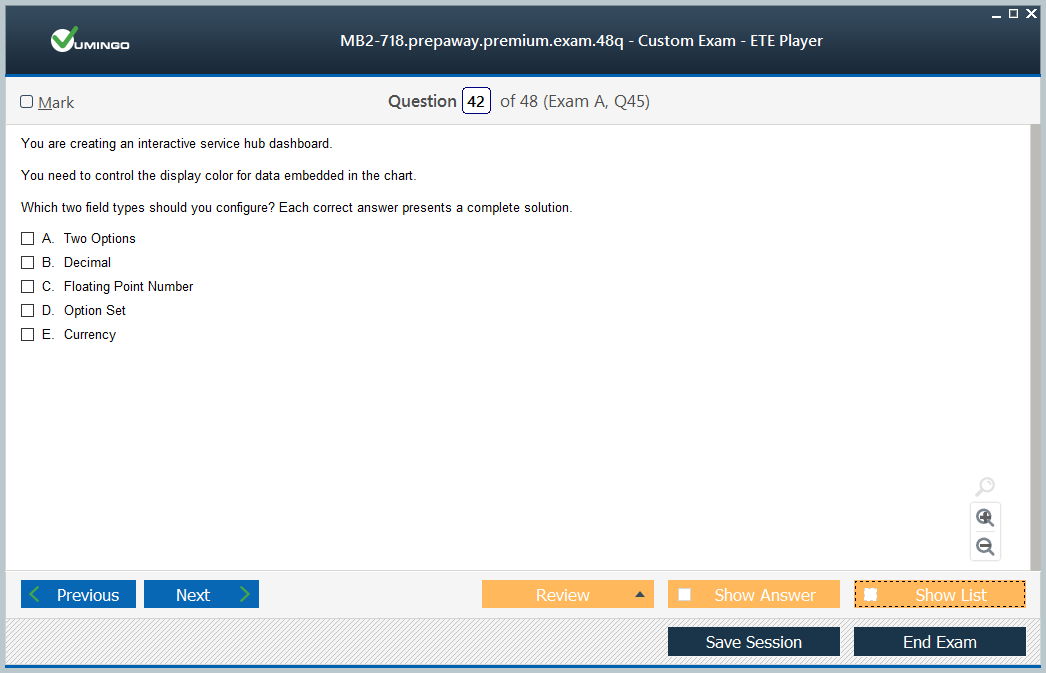 VUMINGO
MB2-718.prepaway.premium.exam.48q - Custom Exam - ETE Player
Mark
Question 42 of 48 (Exam A, Q45)
You are creating an interactive service hub dashboard.
You need to control the display color for data embedded in the chart.
Which two field types should you configure? Each correct answer presents a complete solution.
A. Two Options
B. Decimal
C. Floating Point Number
D. Option Set
E. Currency
Previous Next Review Show Answer Show List
Save Session End Exam